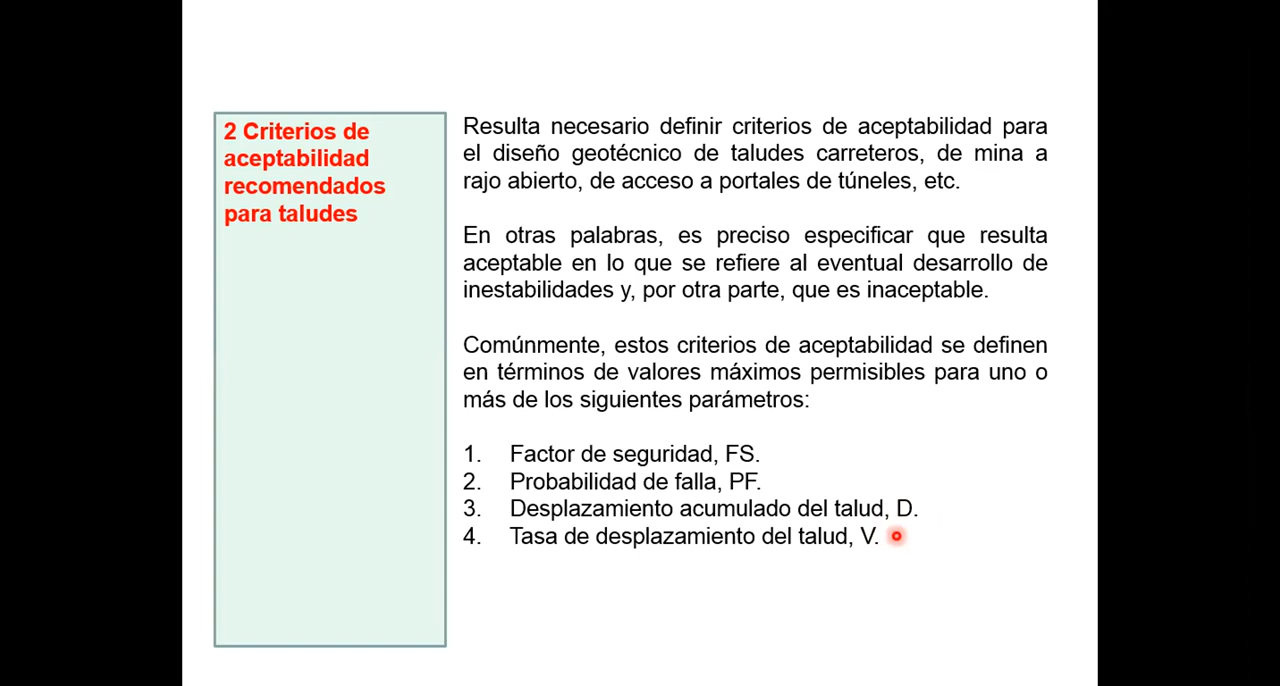 2 Criterios de
aceptabilidad
recomendados
para taludes
Resulta necesario definir criterios de aceptabilidad para
el diseño geotécnico de taludes carreteros, de mina a
rajo abierto, de acceso a portales de túneles, etc.
En otras palabras, es preciso especificar que resulta
aceptable en lo que se refiere al eventual desarrollo de
inestabilidades y, por otra parte, que es inaceptable.
Comúnmente, estos criterios de aceptabilidad se definen
en términos de valores máximos permisibles para uno o
más de los siguientes parámetros:
1. Factor de seguridad, FS.
2. Probabilidad de falla, PF.
3. Desplazamiento acumulado del talud, D.
4. Tasa de desplazamiento del talud, V.